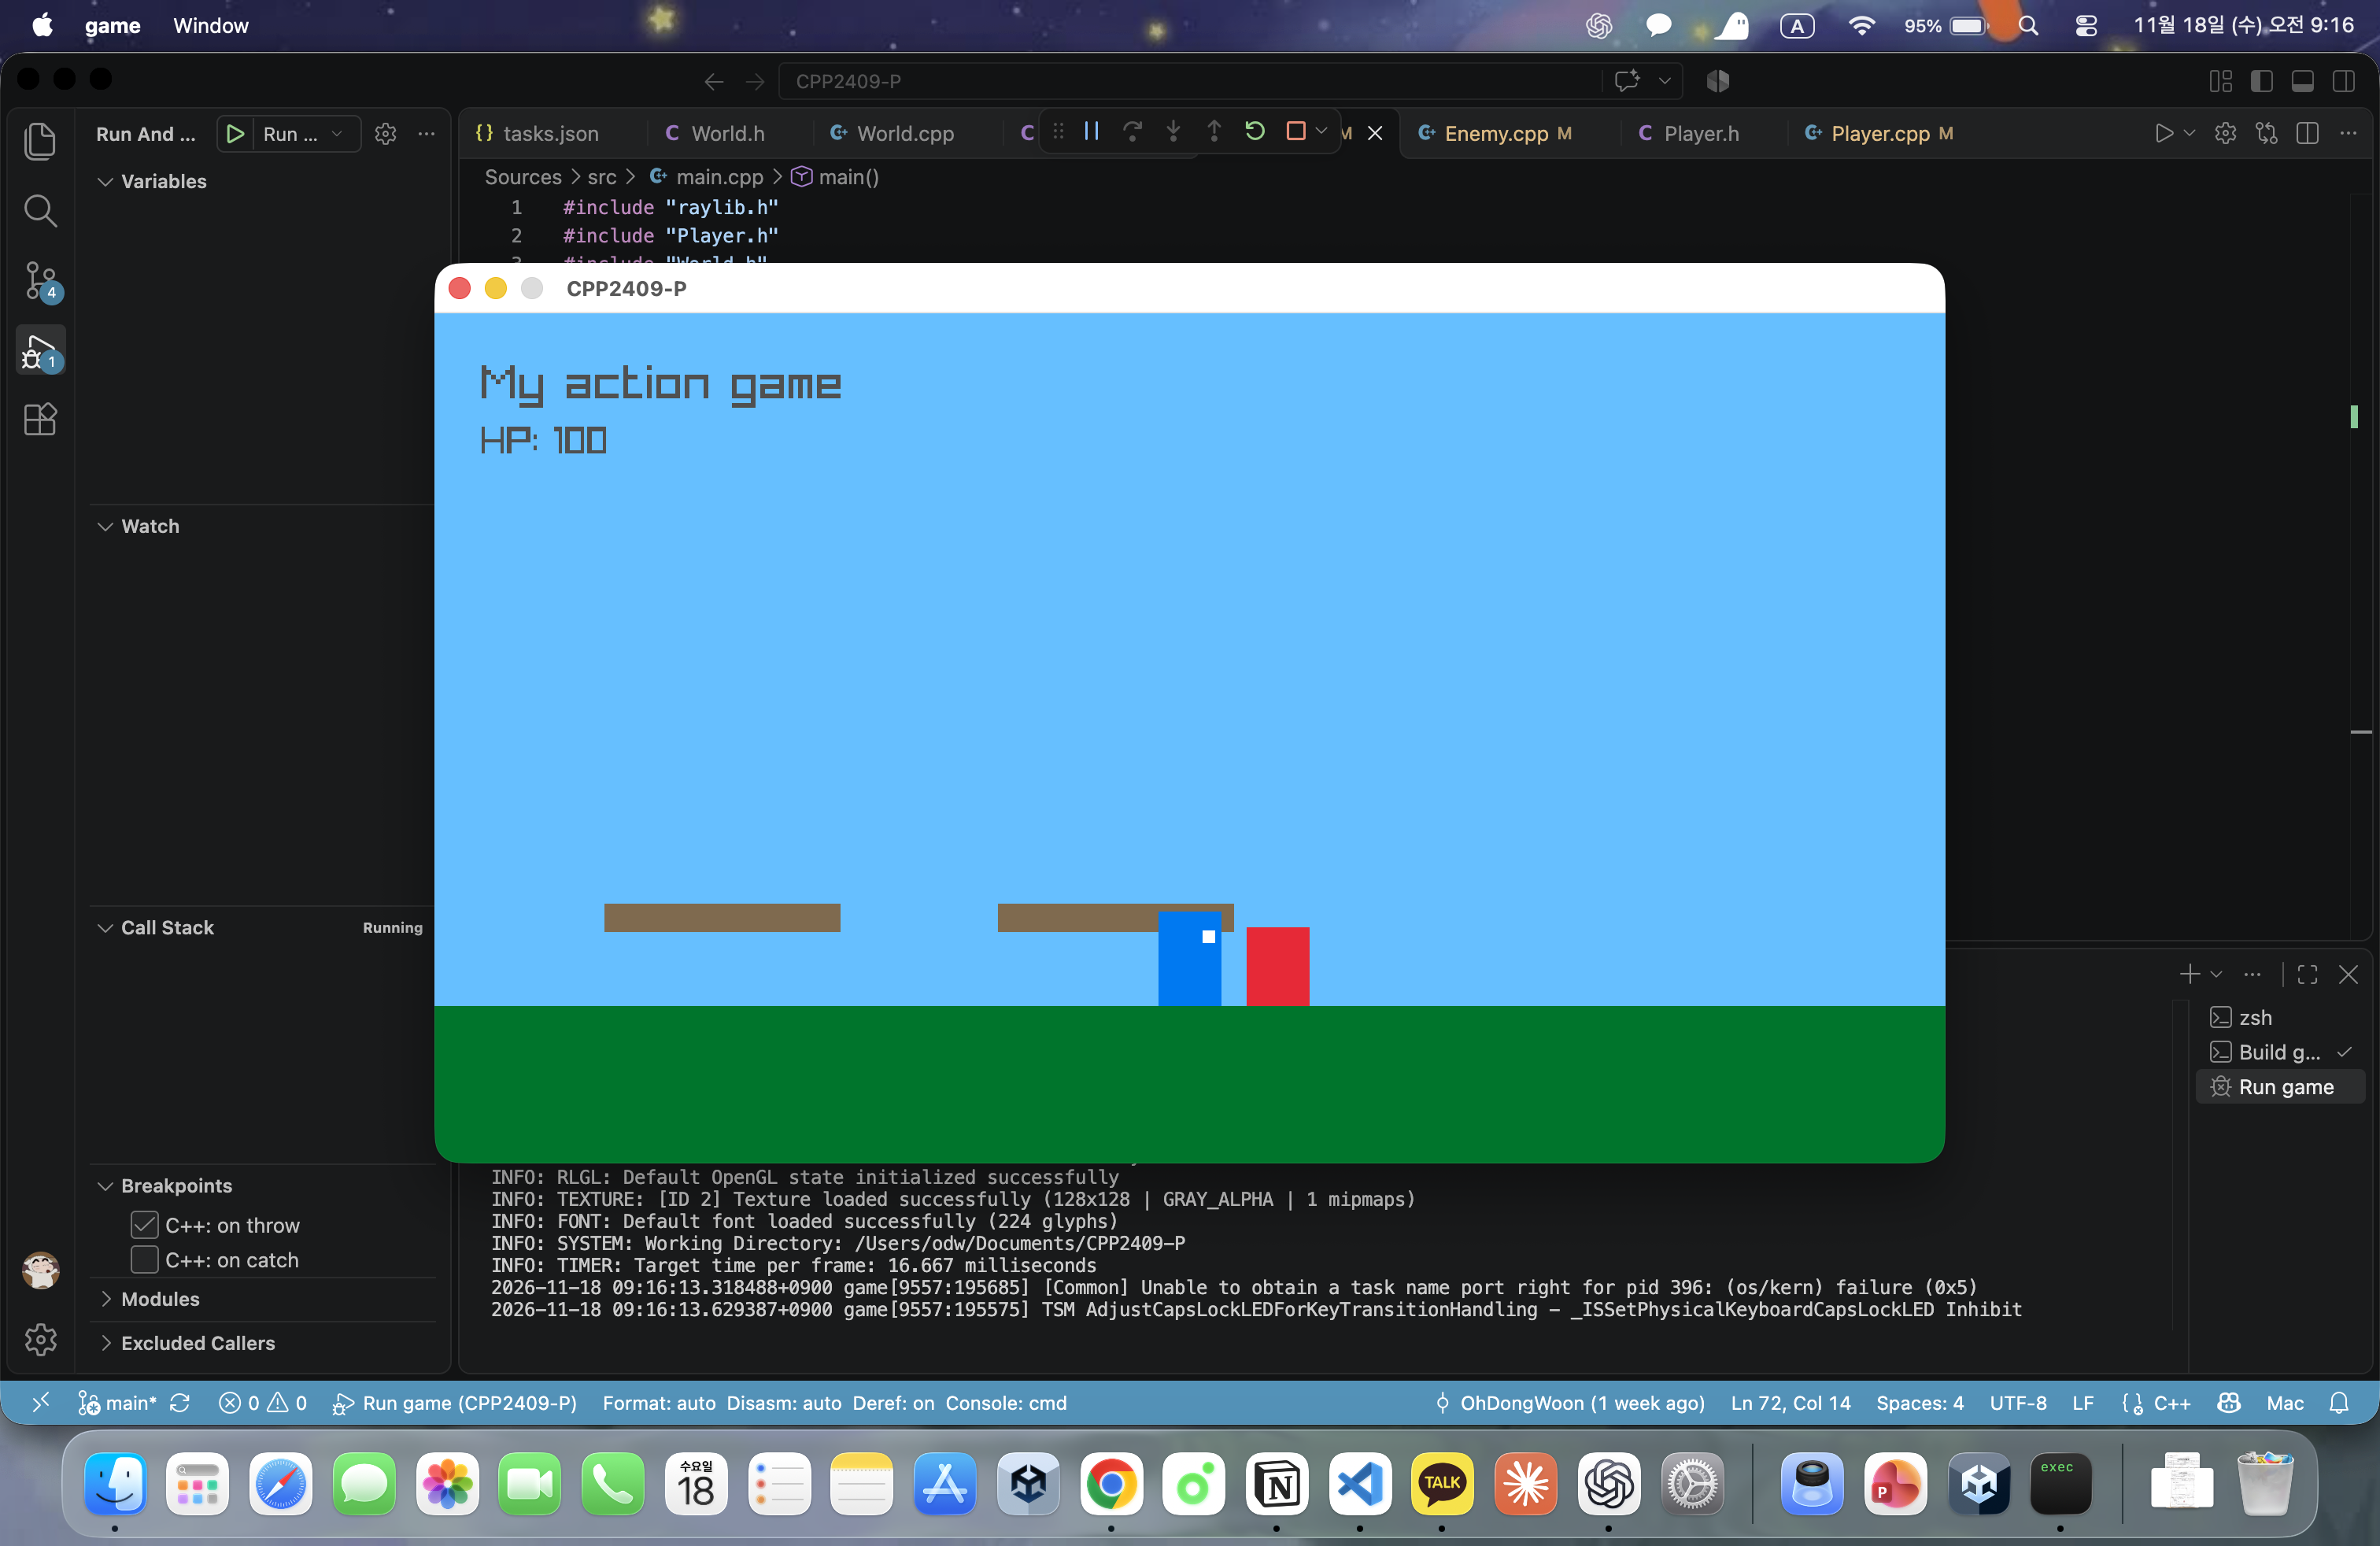 game Window
A 95% 11월 18일 (수) 오전 9:16
CPP2409-P
Run And ... Run ...
{} tasks.json C World.h World.cpp C M Enemy.cpp M C Player.h Player.cpp M
Variables
Sources > src > main.cpp > main()
1 #include "raylib.h"
2 #include "Player.h"
3 #include "World.h"
4
1
CPP2409-P
My action game
HP: 100
Watch
Call Stack Running
Breakpoints
C++: on throw
C++: on catch
Modules
Excluded Callers
zsh
Build g...
Run game
INFO: RLGL: Default OpenGL state initialized successfully
INFO: TEXTURE: [ID 2] Texture loaded successfully (128x128 | GRAY_ALPHA | 1 mipmaps)
INFO: FONT: Default font loaded successfully (224 glyphs)
INFO: SYSTEM: Working Directory: /Users/odw/Documents/CPP2409-P
INFO: TIMER: Target time per frame: 16.667 milliseconds
2026-11-18 09:16:13.318488+0900 game[9557:195685] [Common] Unable to obtain a task name port right for pid 396: (os/kern) failure (0x5)
2026-11-18 09:16:13.629387+0900 game[9557:195575] TSM AdjustCapsLockLEDForKeyTransitionHandling - _ISSetPhysicalKeyboardCapsLockLED Inhibit
main* 0 0 Run game (CPP2409-P) Format: auto Disasm: auto Deref: on Console: cmd OhDongWoon (1 week ago) Ln 72, Col 14 Spaces: 4 UTF-8 LF C++ Mac
수요일
18
TALK
P
exec